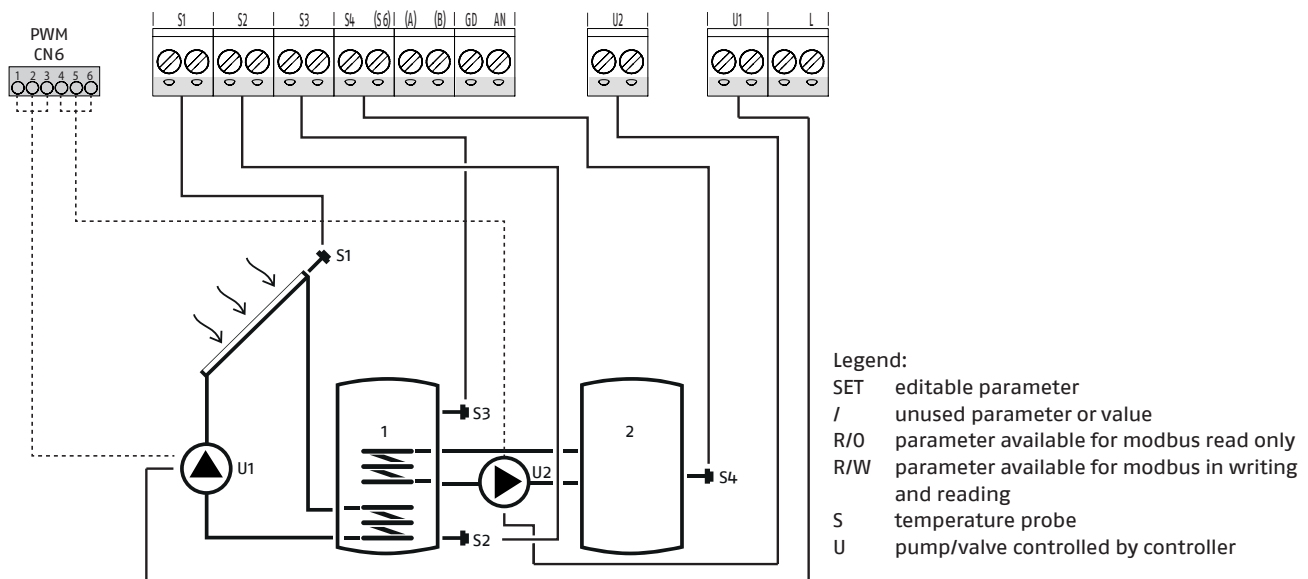 S1 S2 S3 S4 (S6) (A) (B) GD AN U2 U1 L
PWM
CN6
1 2 3 4 5 6
S1
S3
1
2
U1
U2
S4
S2
Legend:
SET editable parameter
/ unused parameter or value
R/O parameter available for modbus read only
R/W parameter available for modbus in writing
and reading
S temperature probe
U pump/valve controlled by controller